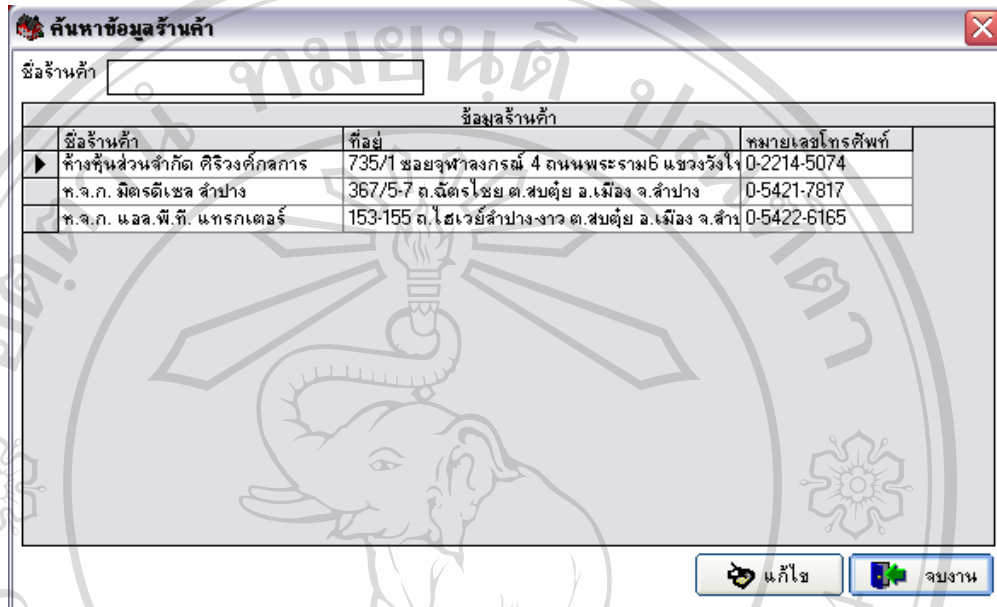 ค้นหาข้อมูลร้านค้า
ชื่อร้านค้า
ข้อมูลร้านค้า
ชื่อร้านค้า ที่อยู่ หมายเลขโทรศัพท์
ห้างหุ้นส่วนจำกัด ศิริวงศ์กลการ 735/1 ซอยจุฬาลงกรณ์ 4 ถนนพระราม6 แขวงวังใ 0-2214-5074
ห.จ.ก. มิตรดีเซล ลำปาง 367/5-7 ถ.ฉัตรไชย ต.สบตุ๋ย อ.เมือง จ.ลำปาง 0-5421-7817
ห.จ.ก. แอล.พี.ที. แทรกเตอร์ 153-155 ถ.ไฮเวย์ลำปาง-งาว ต.สบตุ๋ย อ.เมือง จ.ลำป 0-5422-6165
แก้ไข จบงาน